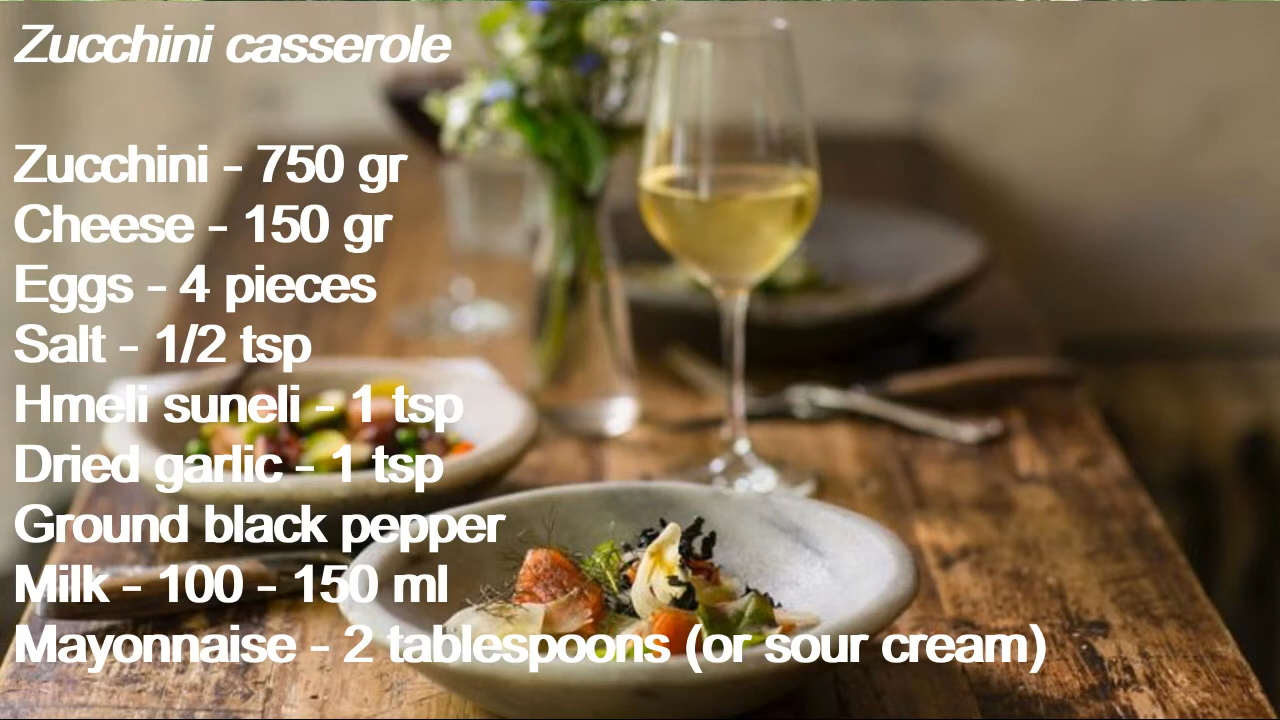 Zucchini casserole
Zucchini - 750 gr
Cheese - 150 gr
Eggs - 4 pieces
Salt - 1/2 tsp
Hmeli suneli - 1 tsp
Dried garlic - 1 tsp
Ground black pepper
Milk - 100 - 150 ml
Mayonnaise - 2 tablespoons (or sour cream)